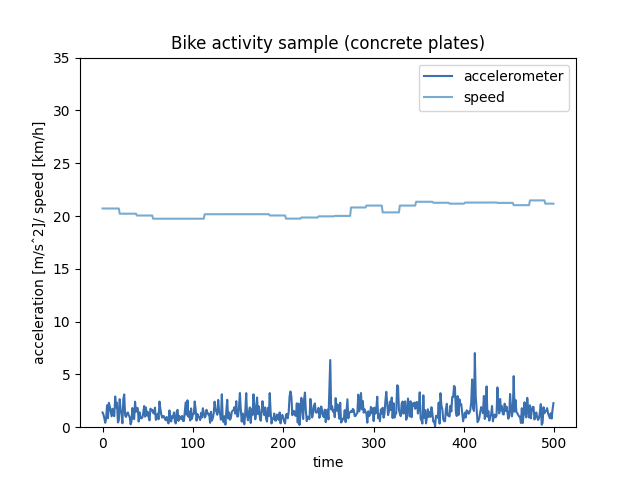 Bike activity sample (concrete plates)
accelerometer
speed
acceleration [m/s^2]/ speed [km/h]
35
30
25
20
15
10
5
0
0 100 200 300 400 500
time